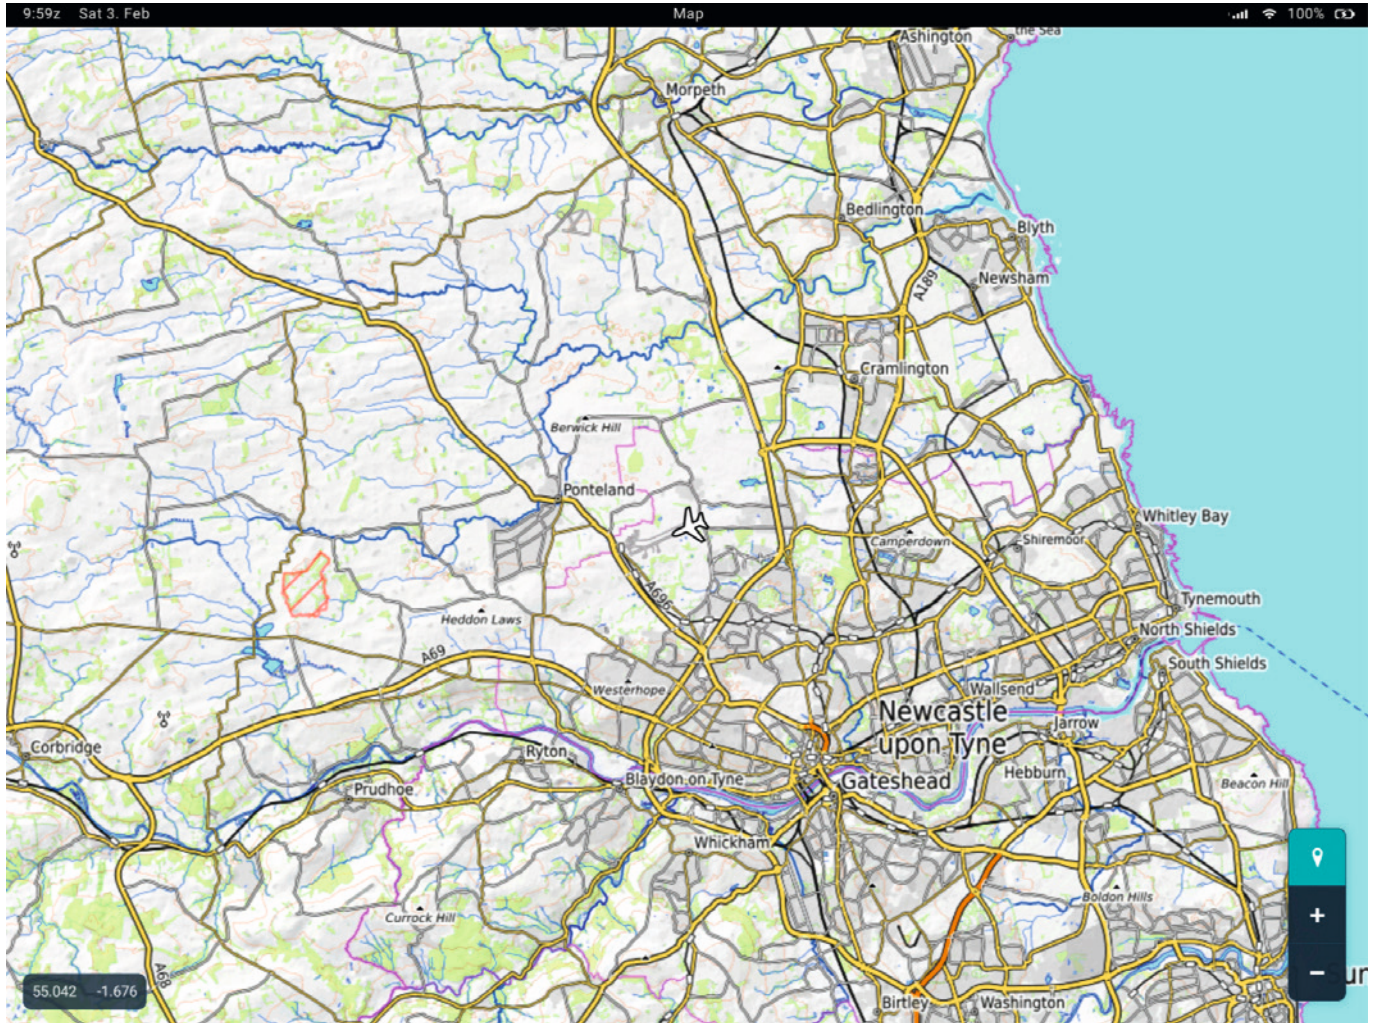 9:59z Sat 3. Feb Map 100%
Ashington
the Sea
Morpeth
Bedlington
Blyth
Newsham
A189
Cramlington
Berwick Hill
Ponteland
Whitley Bay
Camperdown
Shiremoor
A696
Tynemouth
Heddon Laws
North Shields
A69
South Shields
Westerhope
Wallsend
Newcastle
upon Tyne
Jarrow
Corbridge
Ryton
Hebburn
Blaydon on Tyne
Gateshead
Prudhoe
Beacon Hill
Whickham
Boldon Hills
Currock Hill
+
A68
−
55.042 -1.676
Sur
Birtley
Washington